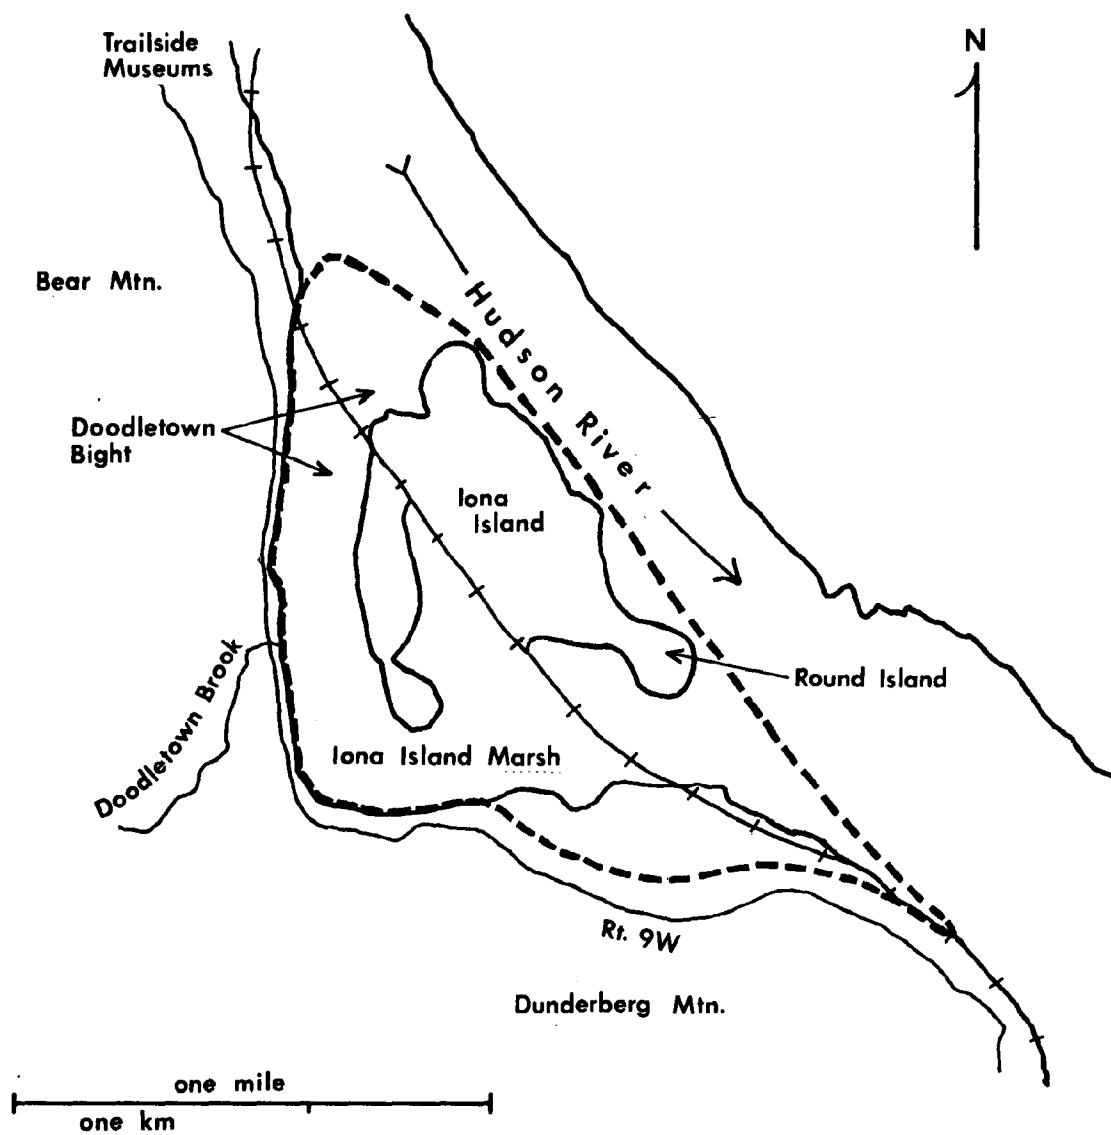 Trailside
Museums
N
Bear Mtn.
Hudson River
Doodletown
Bight
Iona
Island
Round Island
Doodletown Brook
Iona Island Marsh
Rt. 9W
Dunderberg Mtn.
one mile
one km